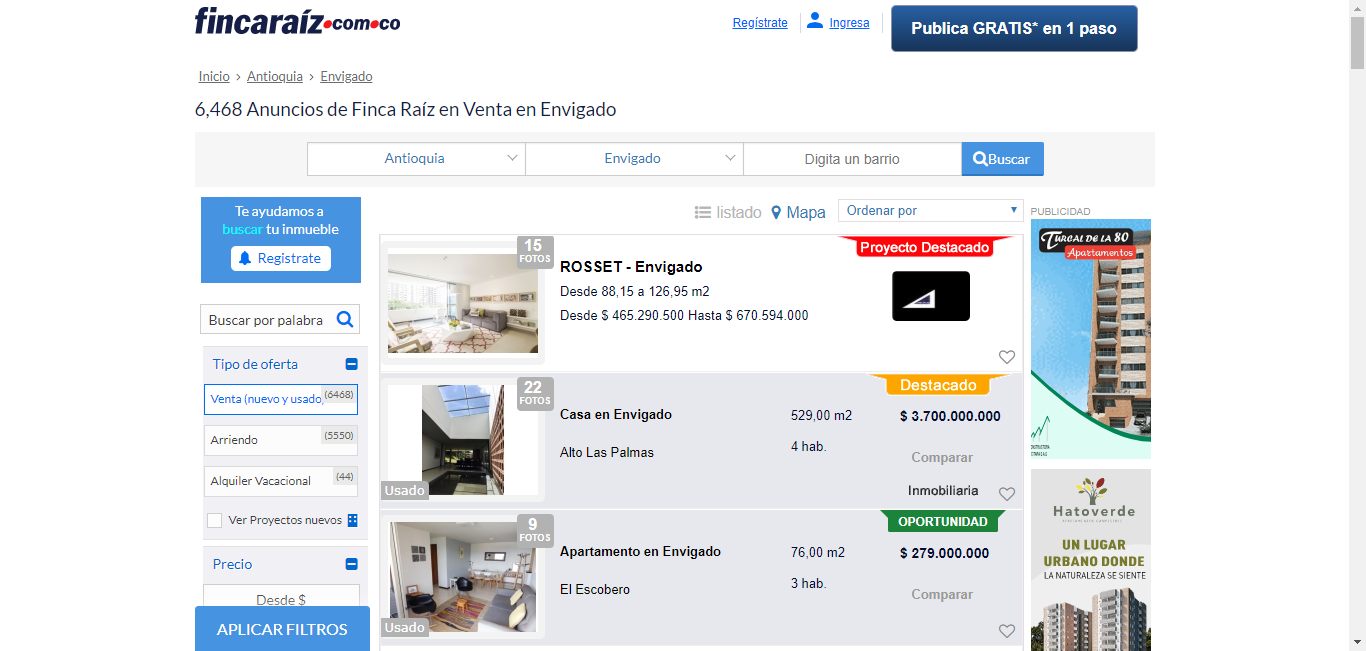 fincaraíz.com.co
Regístrate
Ingresa
Publica GRATIS* en 1 paso
Inicio › Antioquia › Envigado
6,468 Anuncios de Finca Raíz en Venta en Envigado
Antioquia
Envigado
Digita un barrio
Buscar
Te ayudamos a
buscar tu inmueble
Registrate
Buscar por palabra
Tipo de oferta
Venta (nuevo y usado)
(6468)
Arriendo
(5550)
Alquiler Vacacional
(44)
Ver Proyectos nuevos
Precio
Desde $
APLICAR FILTROS
listado
Mapa
Ordenar por
15
FOTOS
Proyecto Destacado
ROSSET - Envigado
Desde 88,15 a 126,95 m2
Desde $ 465.290.500 Hasta $ 670.594.000
22
FOTOS
Usado
Destacado
Casa en Envigado
529,00 m2
$ 3.700.000.000
Alto Las Palmas
4 hab.
Comparar
Inmobiliaria
9
FOTOS
Usado
OPORTUNIDAD
Apartamento en Envigado
76,00 m2
$ 279.000.000
El Escobero
3 hab.
Comparar
PUBLICIDAD
TURCAL DE LA 80
Apartamentos
Hatoverde
UN LUGAR
URBANO DONDE
LA NATURALEZA SE SIENTE